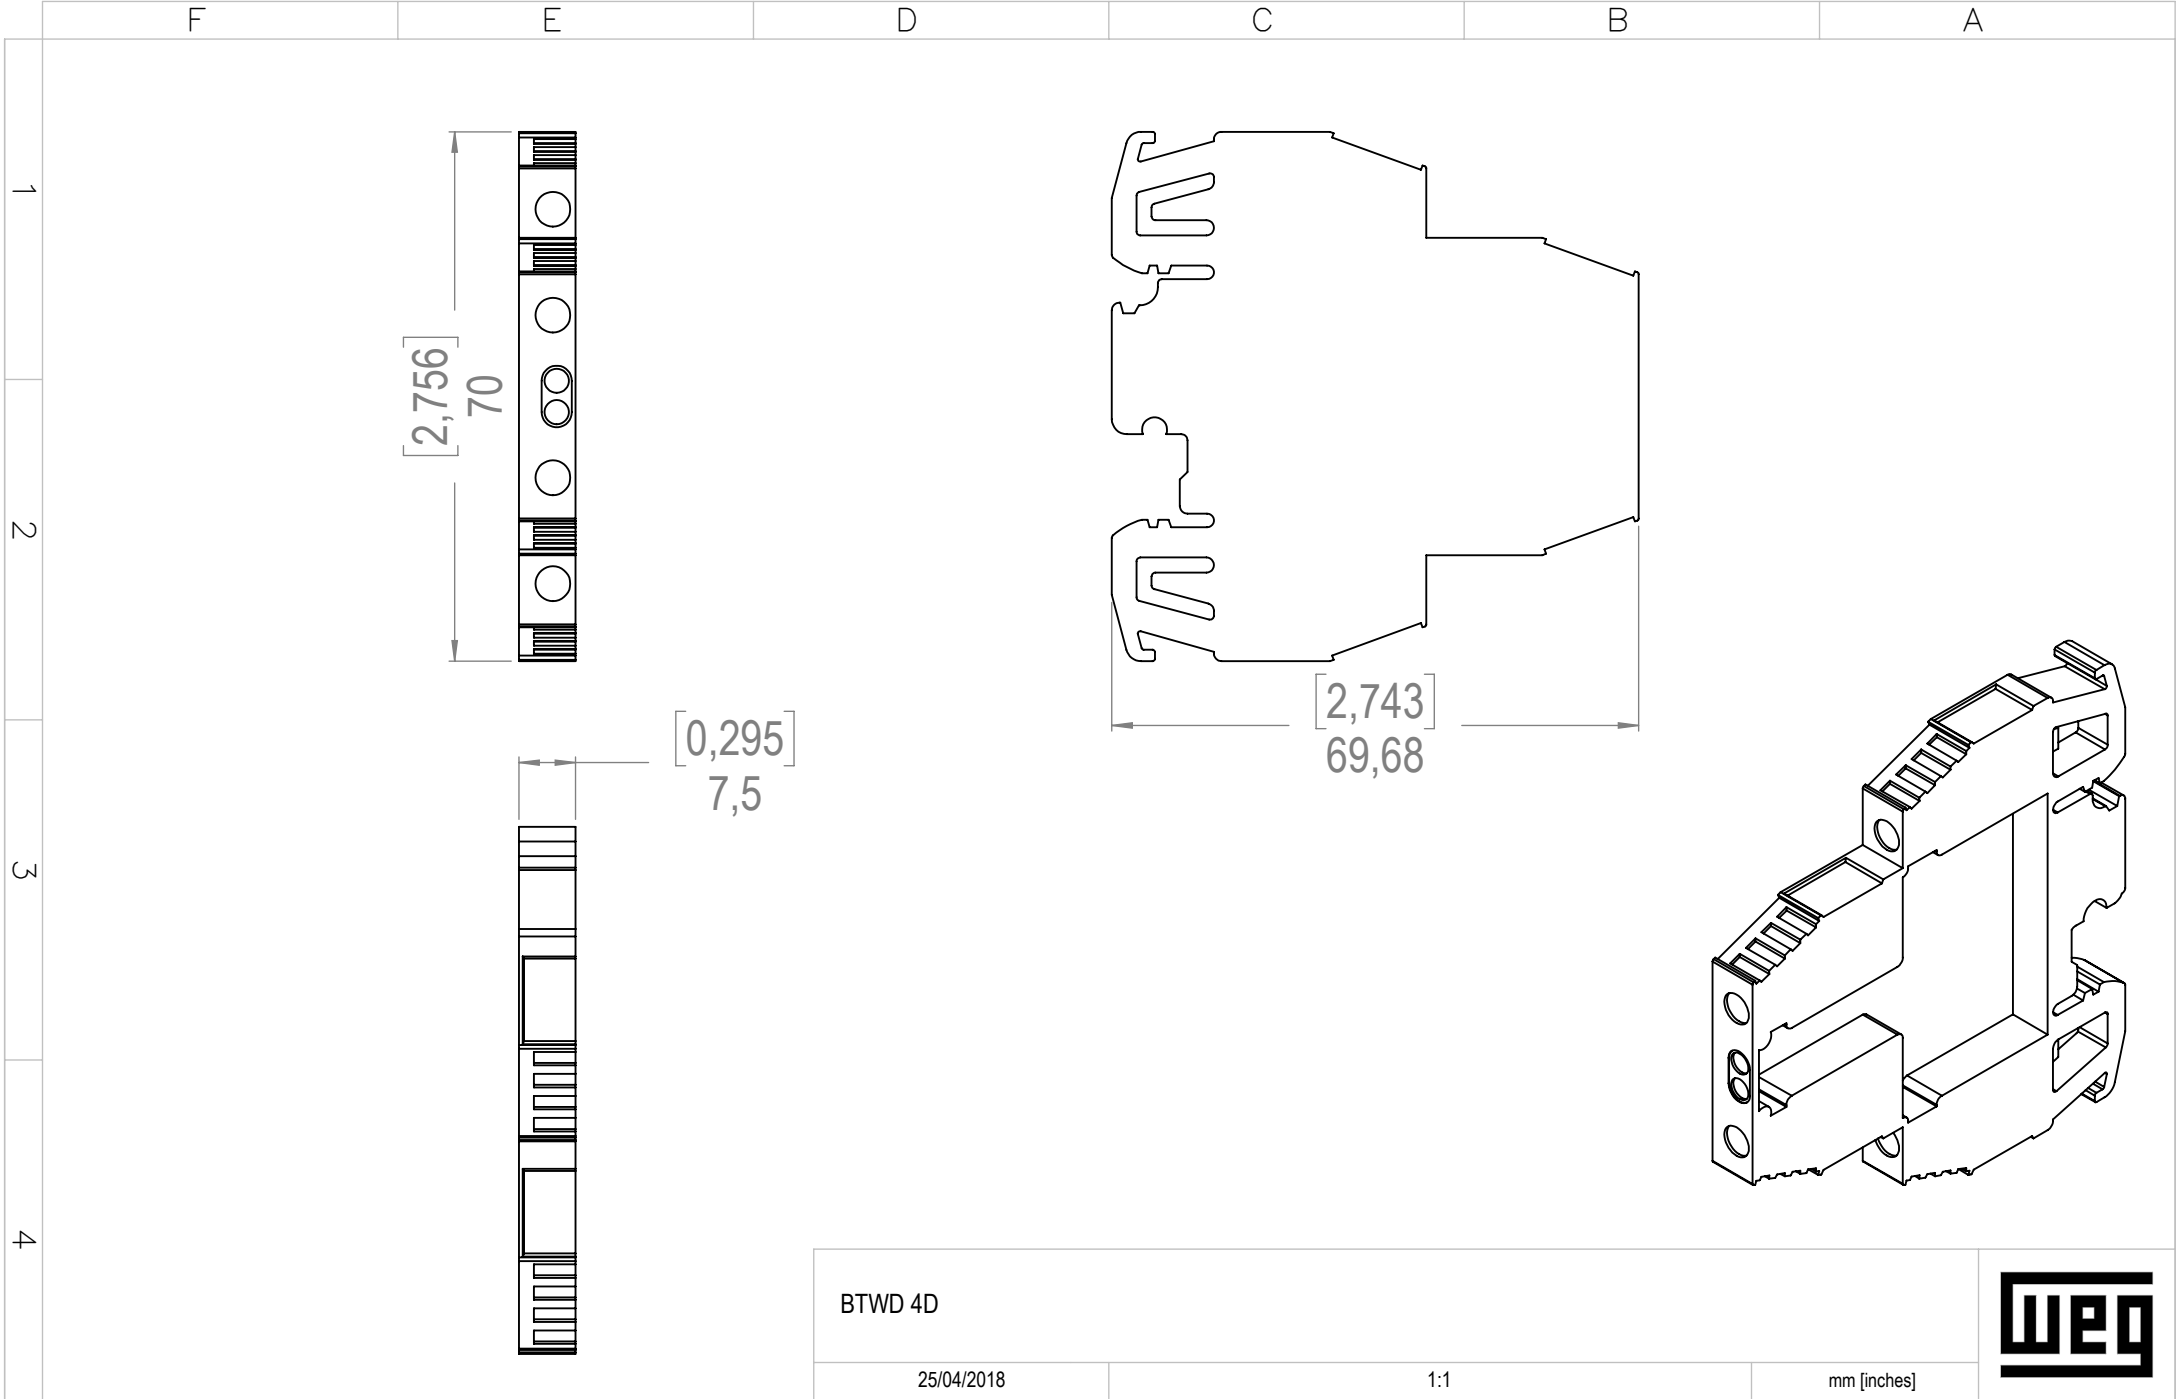 F E D C B A
1
2
3
4
[2,756]
70
[0,295]
7,5
[2,743]
69,68
BTWD 4D
25/04/2018 1:1 mm [inches]
weg